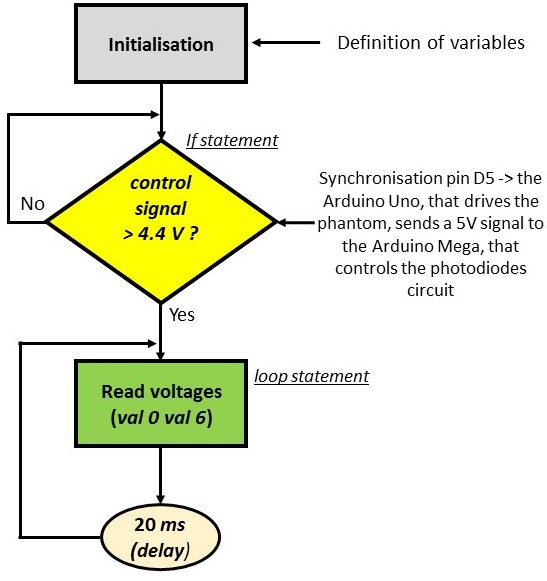 Initialisation
Definition of variables
If statement
control
signal
> 4.4 V ?
No
Synchronisation pin D5 -> the
Arduino Uno, that drives the
phantom, sends a 5V signal to
the Arduino Mega, that
controls the photodiodes
circuit
Yes
loop statement
Read voltages
(val 0 val 6)
20 ms
(delay)